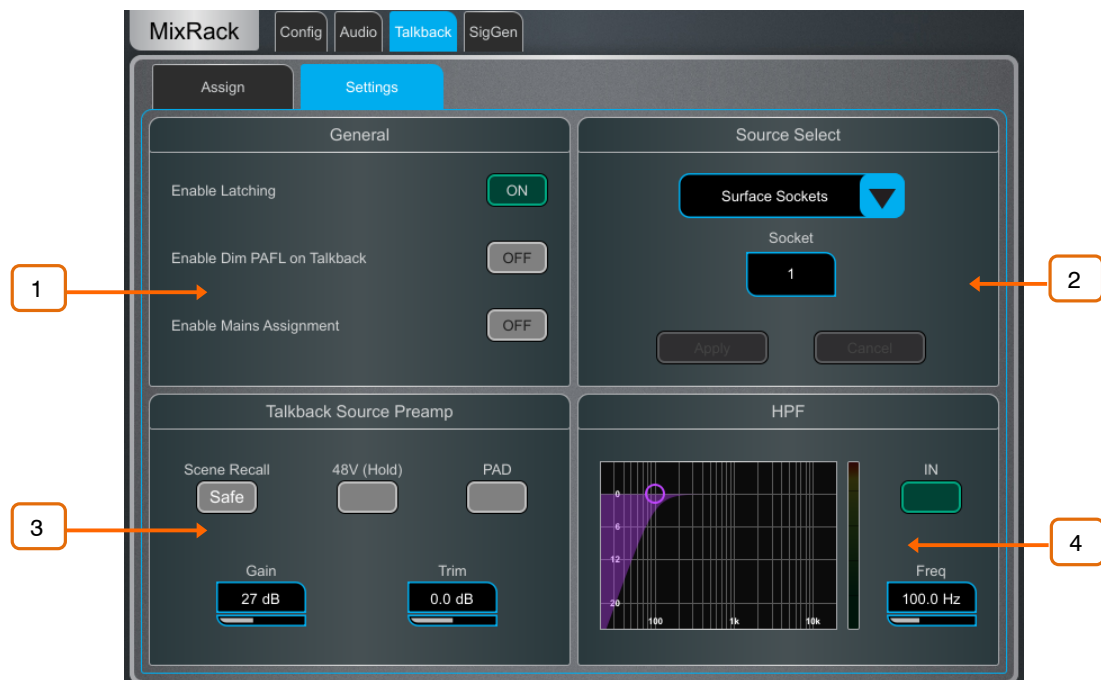 MixRack Config Audio Talkback SigGen
Assign Settings
General
Enable Latching ON
Enable Dim PAFL on Talkback OFF
Enable Mains Assignment OFF
1
Source Select
Surface Sockets
Socket
1
Apply Cancel
2
Talkback Source Preamp
Scene Recall 48V (Hold) PAD
Safe
3
Gain Trim
27 dB 0.0 dB
HPF
0
6
12
20
100 1k 10k
IN
4
Freq
100.0 Hz